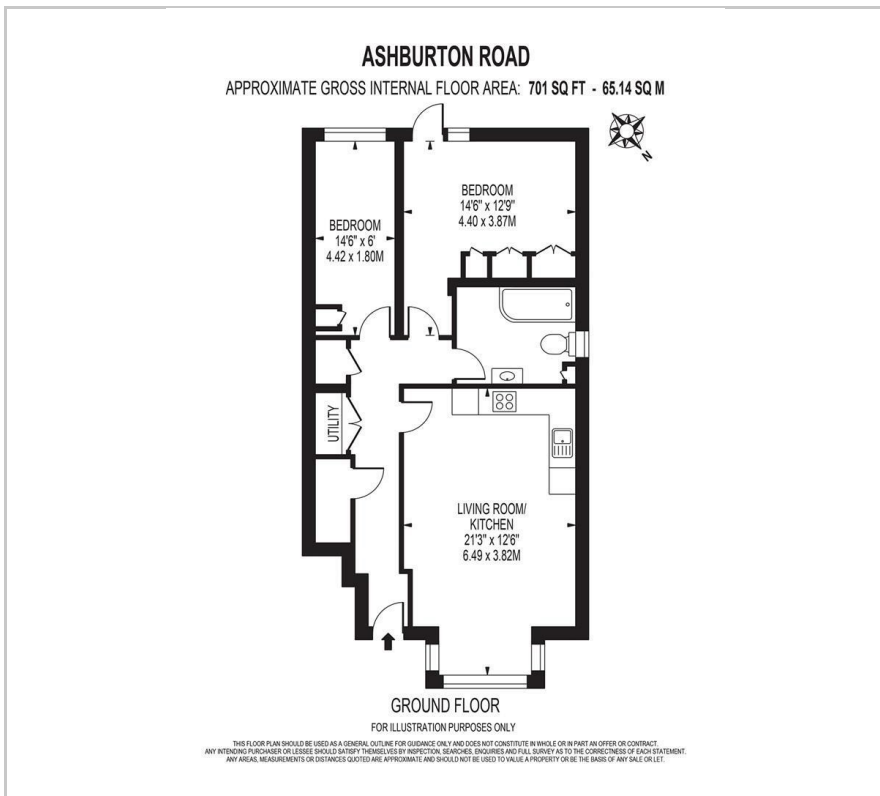 ASHBURTON ROAD
APPROXIMATE GROSS INTERNAL FLOOR AREA: 701 SQ FT - 65.14 SQ M
N
BEDROOM
14'6" x 12'9"
4.40 x 3.87M
BEDROOM
14'6" x 6'
4.42 x 1.80M
UTILITY
LIVING ROOM/
KITCHEN
21'3" x 12'6"
6.49 x 3.82M
GROUND FLOOR
FOR ILLUSTRATION PURPOSES ONLY
THIS FLOOR PLAN SHOULD BE USED AS A GENERAL OUTLINE FOR GUIDANCE ONLY AND DOES NOT CONSTITUTE IN WHOLE OR IN PART AN OFFER OR CONTRACT.
ANY INTENDING PURCHASER OR LESSEE SHOULD SATISFY THEMSELVES BY INSPECTION, SEARCHES, ENQUIRIES AND FULL SURVEY AS TO THE CORRECTNESS OF EACH STATEMENT.
ANY AREAS, MEASUREMENTS OR DISTANCES QUOTED ARE APPROXIMATE AND SHOULD NOT BE USED TO VALUE A PROPERTY OR BE THE BASIS OF ANY SALE OR LET.